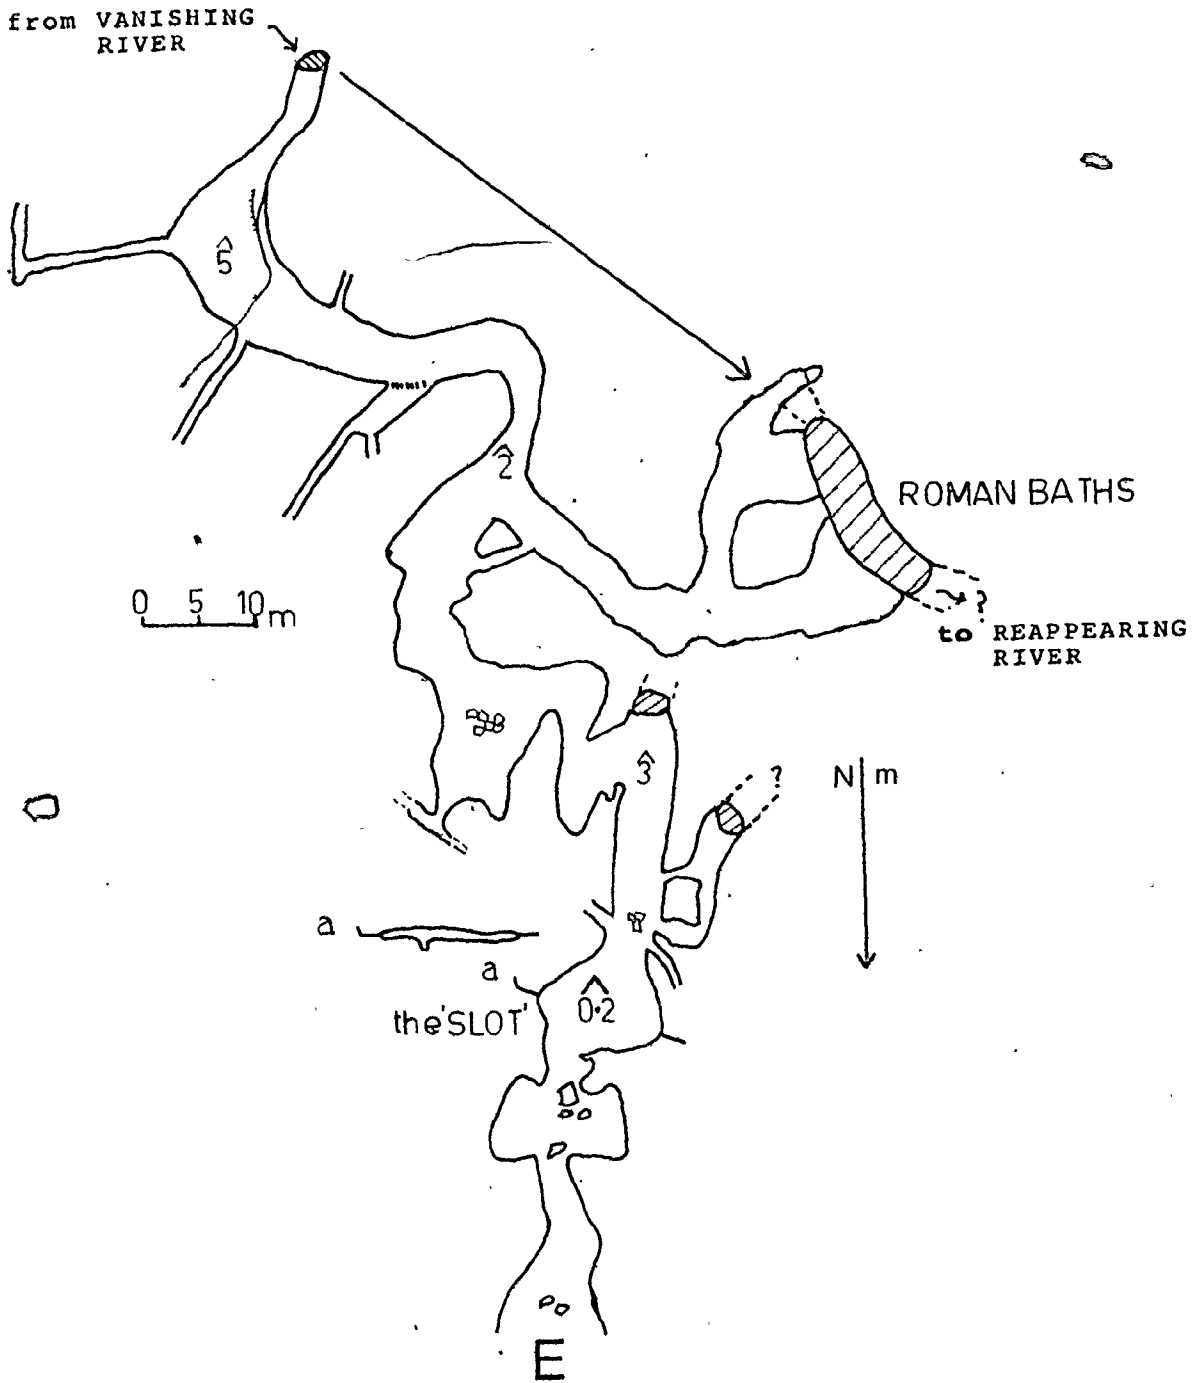 from VANISHING
RIVER
5
2
ROMAN BATHS
0 5 10m
?
to REAPPEARING
RIVER
3
?
N m
a
a
0·2
the 'SLOT'
E